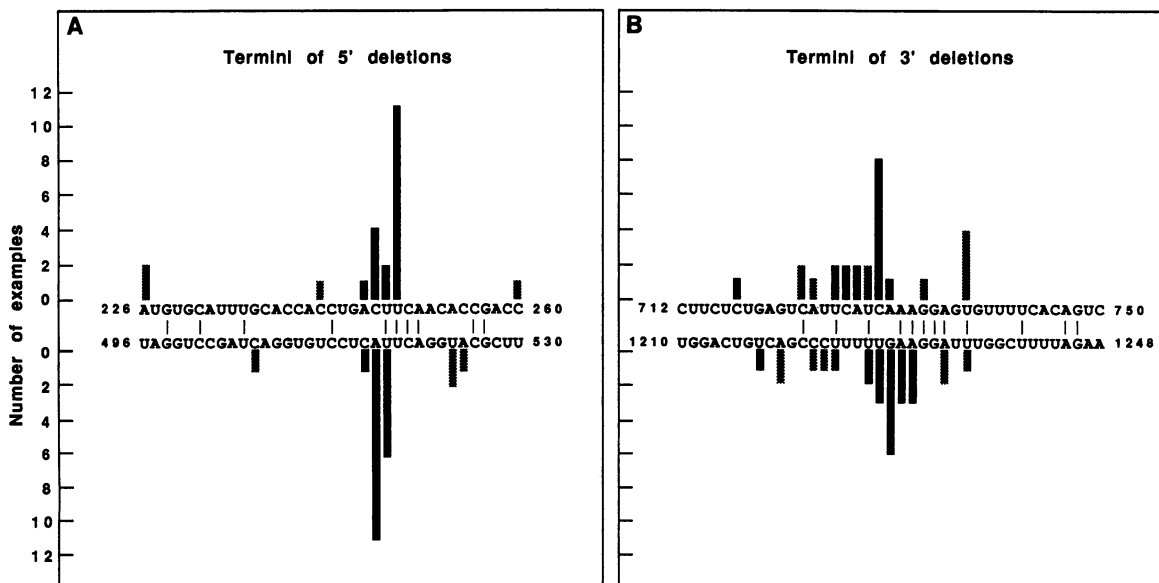 A
Termini of 5' deletions
Number of examples
12
10
8
6
4
2
0
226 AUGUGCAUUUGCACCACCUGACUUCAACACCGACC 260
496 UAGGUCCGAUCAGGUGUCCUCAUUCAGGUACGCUU 530
0
2
4
6
8
10
12
B
Termini of 3' deletions
712 CUUCUCUGAGUCAUUCAUCAAAGGAGUGUUUUCACAGUC 750
1210 UGGACUGUCAGCCCUUUUUGAAGGAUUUGGCUUUUAGAA 1248